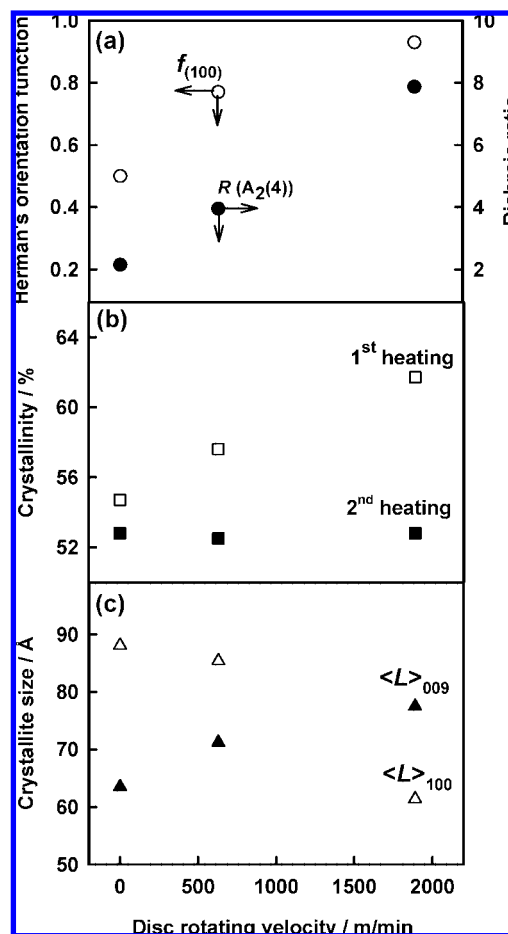 (a)
Herman's orientation function
1.0
0.8
0.6
0.4
0.2
f(100)
R (A2(4))
10
8
6
4
2
Dichroic ratio
(b)
Crystallinity / %
64
60
56
52
1st heating
2nd heating
(c)
Crystallite size / Å
90
80
70
60
50
<L>009
<L>100
0 500 1000 1500 2000
Disc rotating velocity / m/min